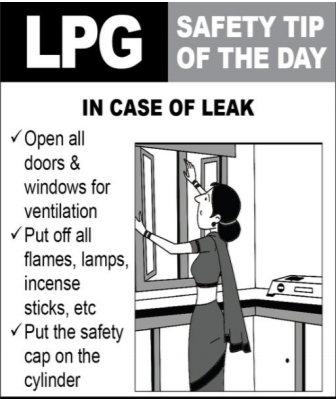 LPG
SAFETY TIP
OF THE DAY
IN CASE OF LEAK
✓Open all
doors &
windows for
ventilation
✓Put off all
flames, lamps,
incense
sticks, etc
✓Put the safety
cap on the
cylinder